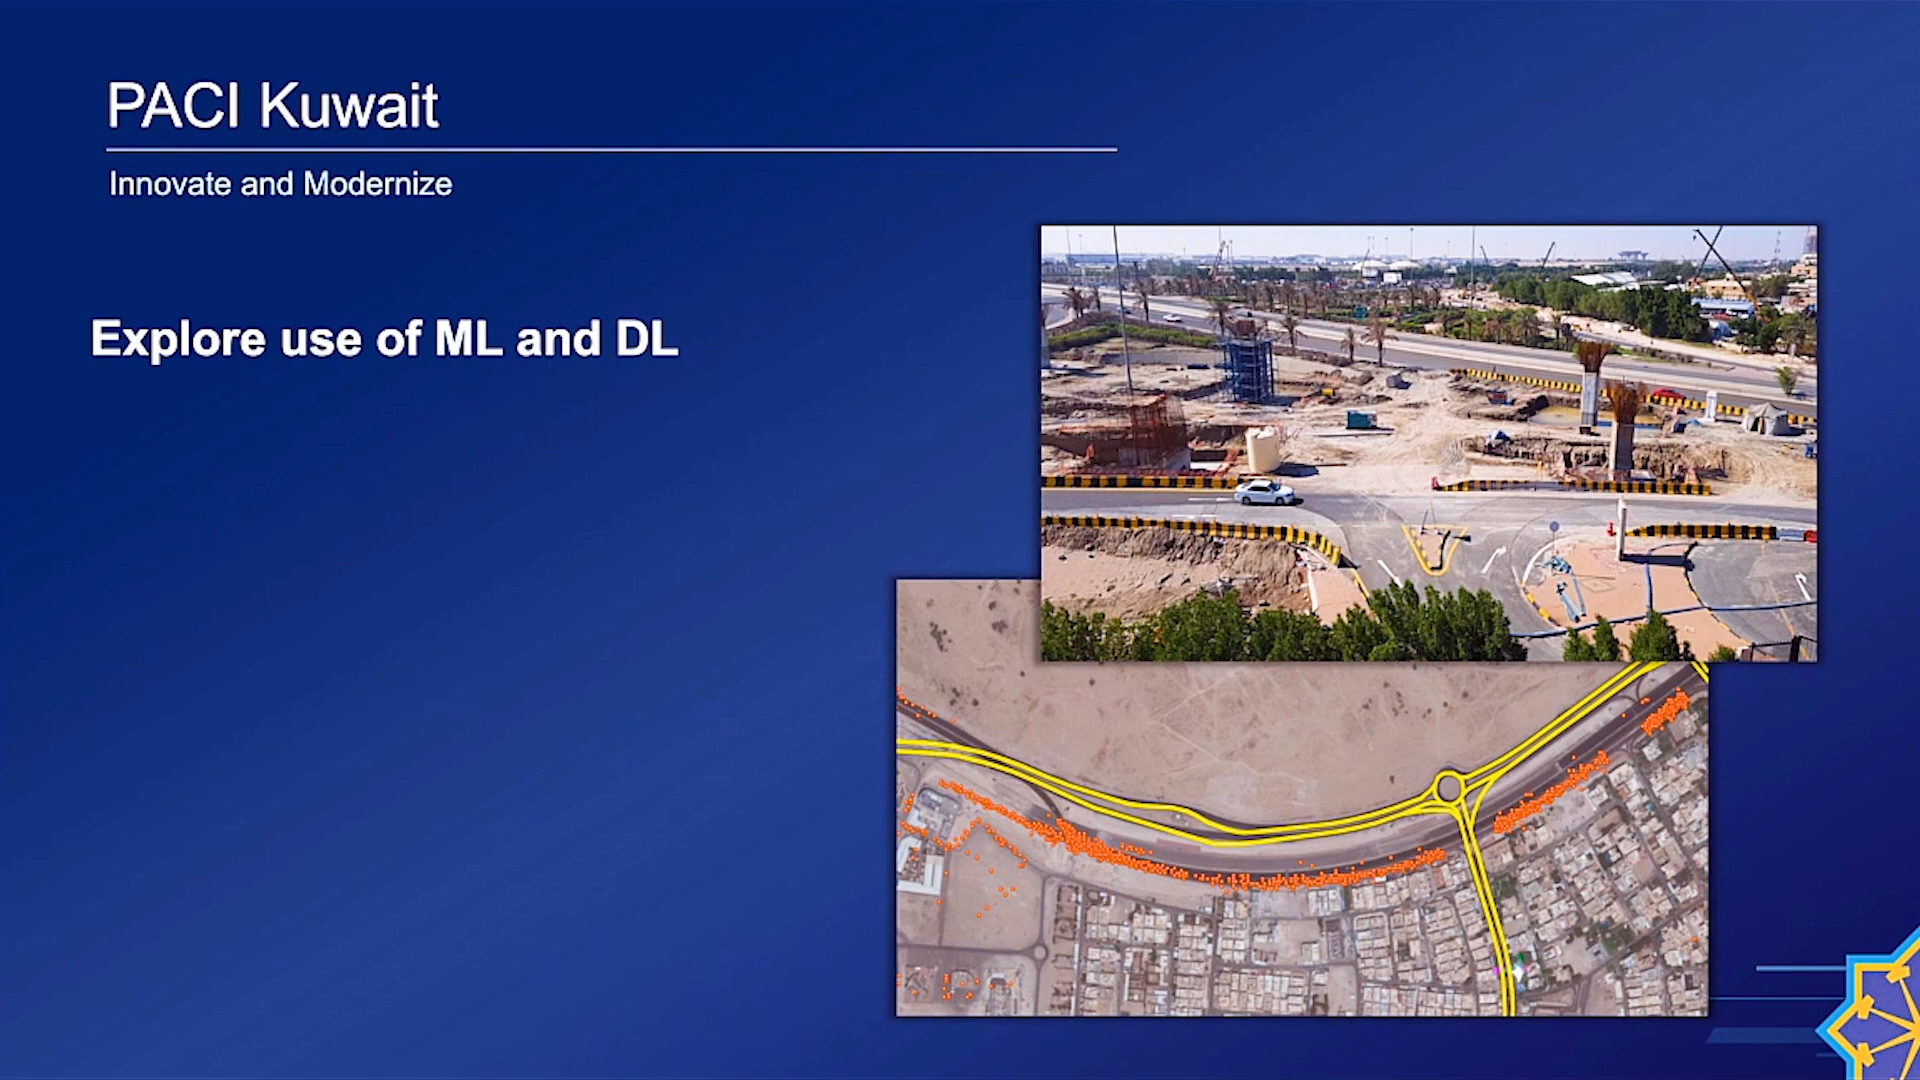 PACI Kuwait
Innovate and Modernize
Explore use of ML and DL